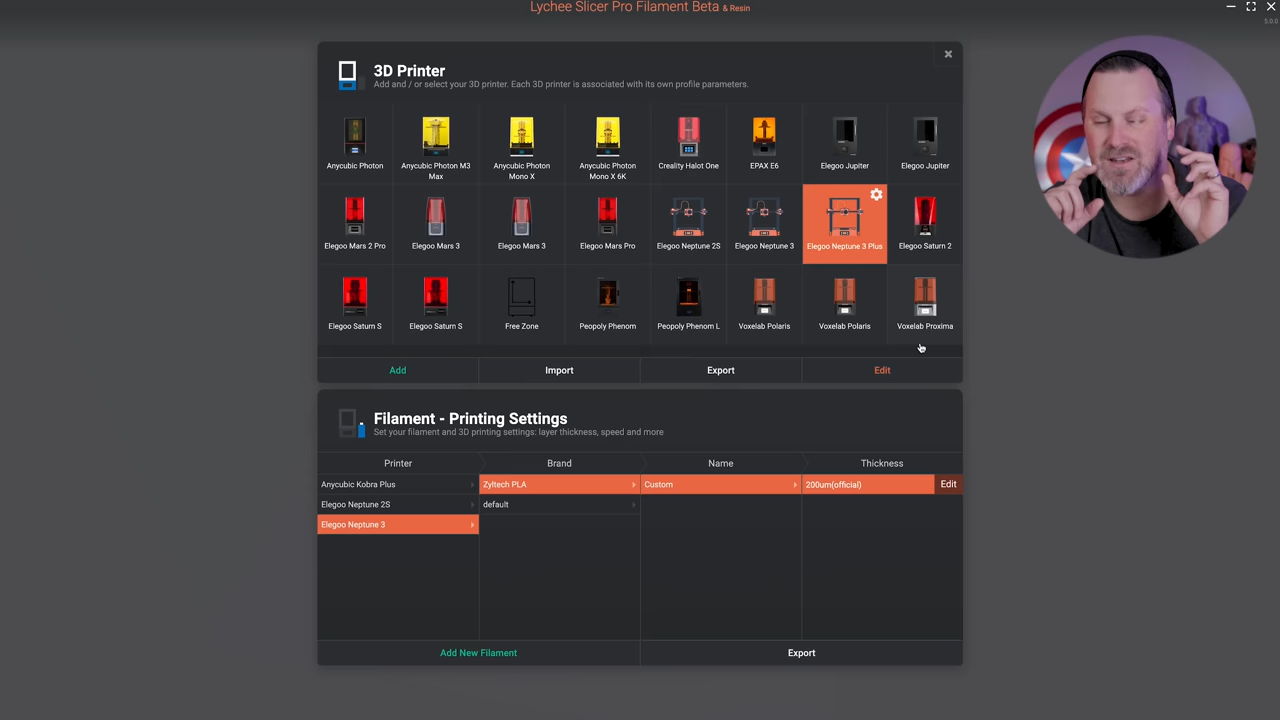 Lychee Slicer Pro Filament Beta & Resin
5.0.0
3D Printer
Add and / or select your 3D printer. Each 3D printer is associated with its own profile parameters.
Anycubic Photon
Anycubic Photon M3 Max
Anycubic Photon Mono X
Anycubic Photon Mono X 6K
Creality Halot One
EPAX E6
Elegoo Jupiter
Elegoo Jupiter
Elegoo Mars 2 Pro
Elegoo Mars 3
Elegoo Mars 3
Elegoo Mars Pro
Elegoo Neptune 2S
Elegoo Neptune 3
Elegoo Neptune 3 Plus
Elegoo Saturn 2
Elegoo Saturn S
Elegoo Saturn S
Free Zone
Peopoly Phenom
Peopoly Phenom L
Voxelab Polaris
Voxelab Polaris
Voxelab Proxima
Add
Import
Export
Edit
Filament - Printing Settings
Set your filament and 3D printing settings: layer thickness, speed and more
Printer
Brand
Name
Thickness
Anycubic Kobra Plus
Zyltech PLA
Custom
200um(official)
Edit
Elegoo Neptune 2S
default
Elegoo Neptune 3
Add New Filament
Export